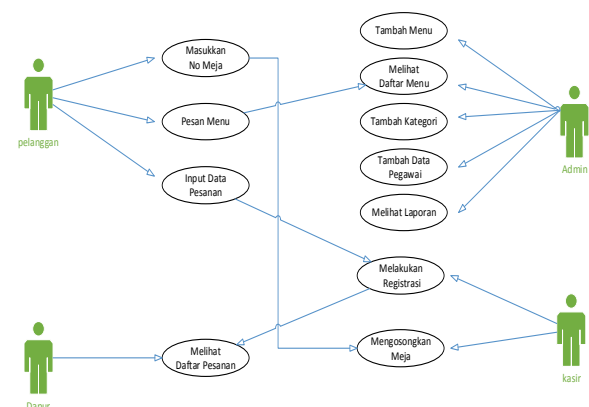 Tambah Menu
Masukkan
No Meja
Melihat
Daftar Menu
pelanggan
Pesan Menu
Tambah Kategori
Admin
Input Data
Pesanan
Tambah Data
Pegawai
Melihat Laporan
Melakukan
Registrasi
Melihat
Daftar Pesanan
Mengosongkan
Meja
kasir
Dapur